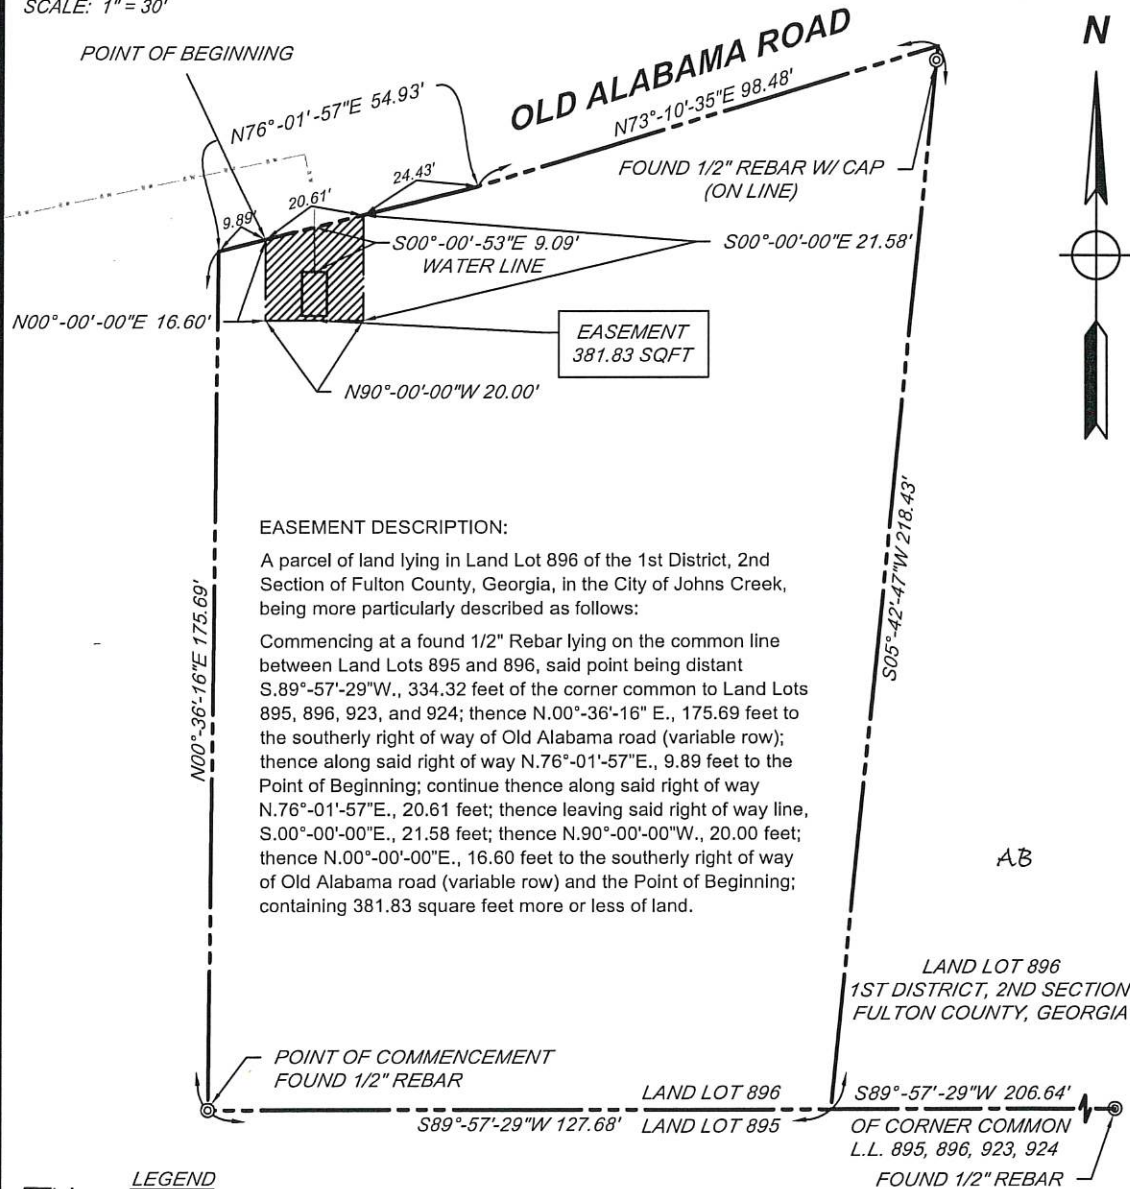 SCALE: 1" = 30'
POINT OF BEGINNING
N76°-01'-57"E 54.93'
OLD ALABAMA ROAD
N73°-10'-35"E 98.48'
FOUND 1/2" REBAR W/ CAP
(ON LINE)
N
24.43'
20.61'
9.89'
S00°-00'-53"E 9.09'
WATER LINE
S00°-00'-00"E 21.58'
N00°-00'-00"E 16.60'
EASEMENT
381.83 SQFT
N90°-00'-00"W 20.00'
N00°-36'-16"E 175.69'
S05°-42'-47"W 218.43'
EASEMENT DESCRIPTION:
A parcel of land lying in Land Lot 896 of the 1st District, 2nd
Section of Fulton County, Georgia, in the City of Johns Creek,
being more particularly described as follows:
Commencing at a found 1/2" Rebar lying on the common line
between Land Lots 895 and 896, said point being distant
S.89°-57'-29"W., 334.32 feet of the corner common to Land Lots
895, 896, 923, and 924; thence N.00°-36'-16" E., 175.69 feet to
the southerly right of way of Old Alabama road (variable row);
thence along said right of way N.76°-01'-57"E., 9.89 feet to the
Point of Beginning; continue thence along said right of way
N.76°-01'-57"E., 20.61 feet; thence leaving said right of way line,
S.00°-00'-00"E., 21.58 feet; thence N.90°-00'-00"W., 20.00 feet;
thence N.00°-00'-00"E., 16.60 feet to the southerly right of way
of Old Alabama road (variable row) and the Point of Beginning;
containing 381.83 square feet more or less of land.
AB
LAND LOT 896
1ST DISTRICT, 2ND SECTION
FULTON COUNTY, GEORGIA
POINT OF COMMENCEMENT
FOUND 1/2" REBAR
LAND LOT 896
S89°-57'-29"W 127.68'
LAND LOT 895
S89°-57'-29"W 206.64'
OF CORNER COMMON
L.L. 895, 896, 923, 924
FOUND 1/2" REBAR
LEGEND